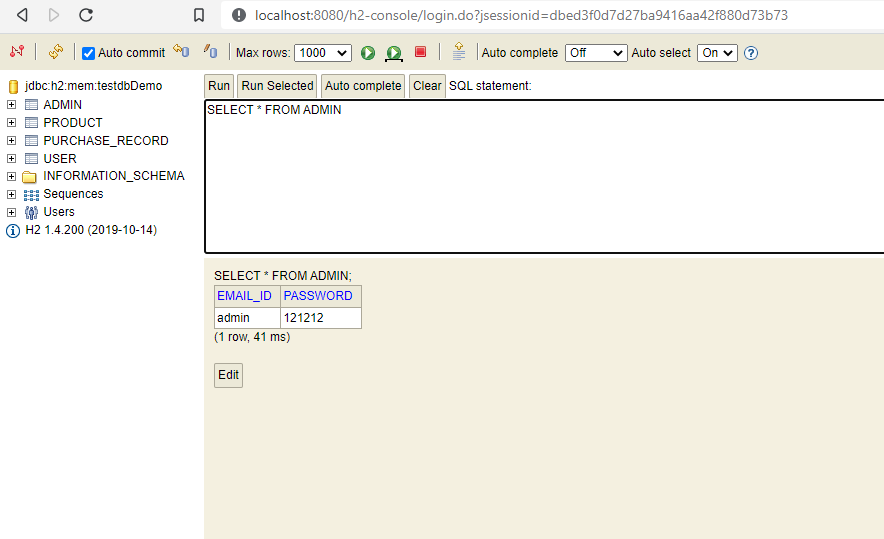 localhost:8080/h2-console/login.do?jsessionid=dbed3f0d7d27ba9416aa42f880d73b73
Auto commit Max rows: 1000 Auto complete Off Auto select On ?
jdbc:h2:mem:testdbDemo
ADMIN
PRODUCT
PURCHASE_RECORD
USER
INFORMATION_SCHEMA
Sequences
Users
H2 1.4.200 (2019-10-14)
Run Run Selected Auto complete Clear SQL statement:
SELECT * FROM ADMIN
SELECT * FROM ADMIN;
EMAIL_ID PASSWORD
admin 121212
(1 row, 41 ms)
Edit